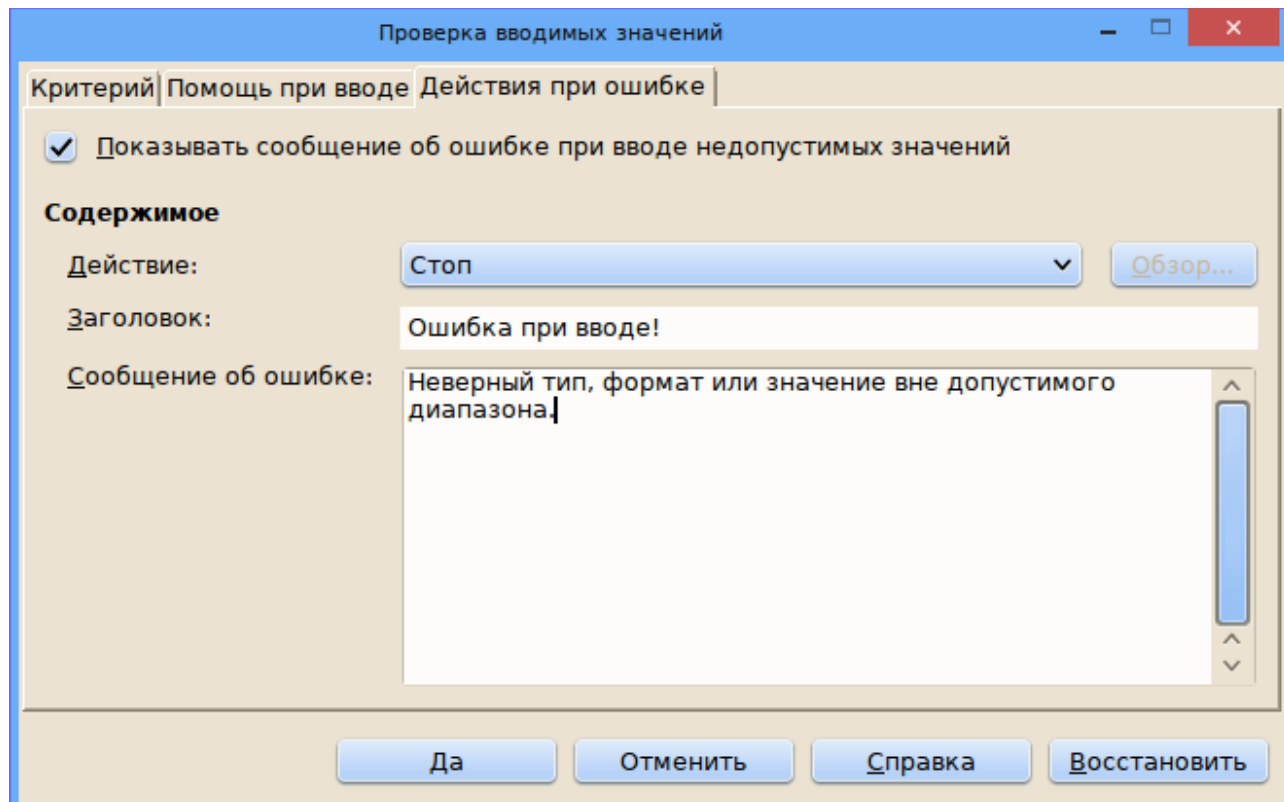 Проверка вводимых значений
Критерий Помощь при вводе Действия при ошибке
Показывать сообщение об ошибке при вводе недопустимых значений
Содержимое
Действие: Стоп Обзор...
Заголовок: Ошибка при вводе!
Сообщение об ошибке: Неверный тип, формат или значение вне допустимого
диапазона.
Да Отменить Справка Восстановить